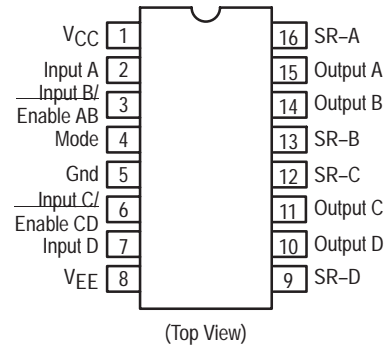 VCC 1 16 SR–A
Input A 2 15 Output A
Input B/
Enable AB 3 14 Output B
Mode 4 13 SR–B
Gnd 5 12 SR–C
Input C/
Enable CD 6 11 Output C
Input D 7 10 Output D
VEE 8 9 SR–D
(Top View)